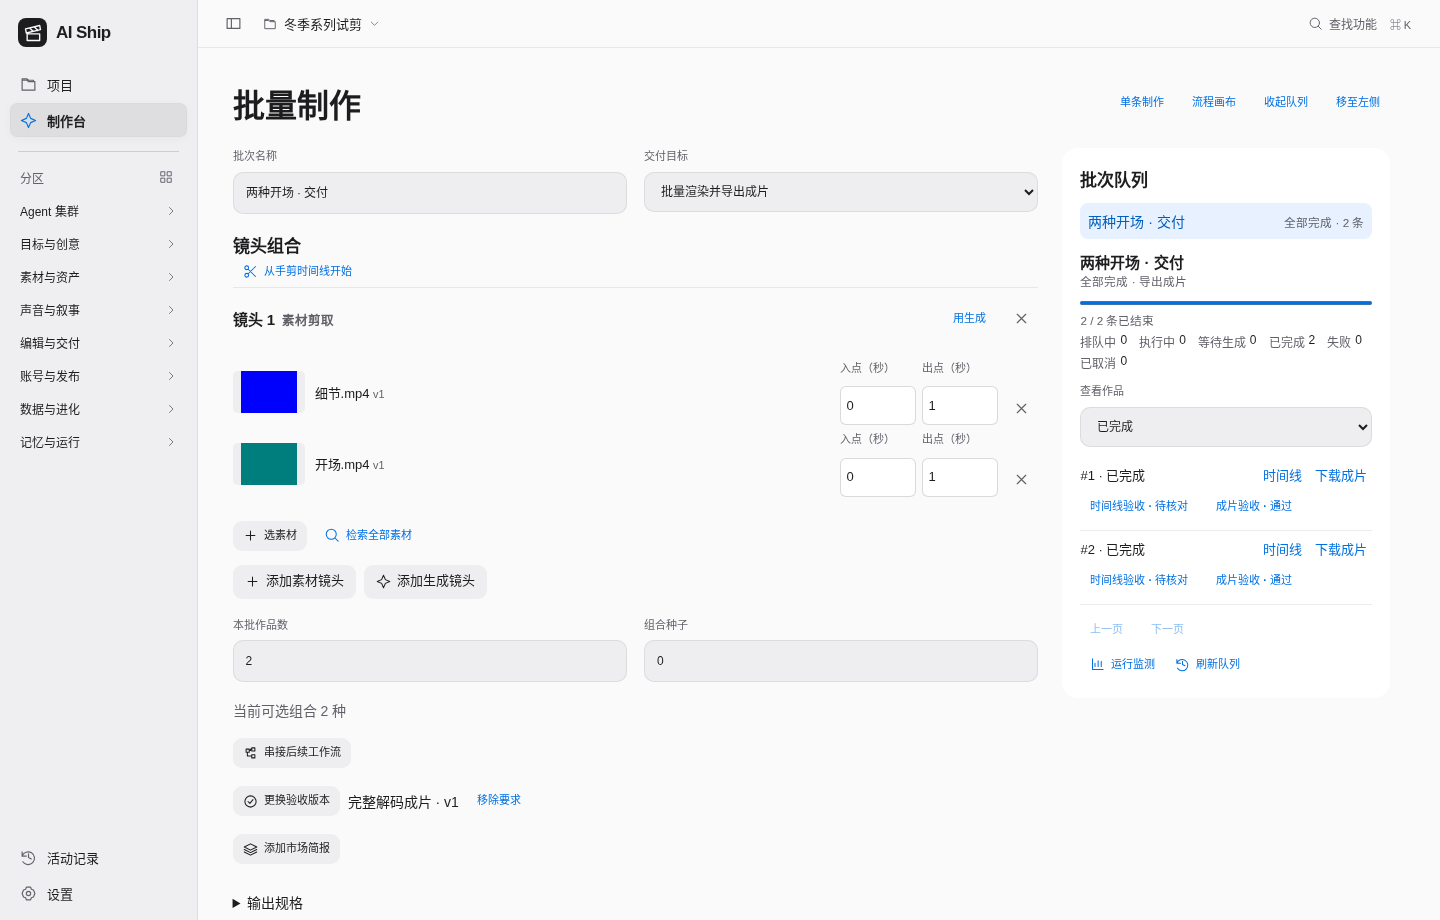 AI Ship
项目
制作台
分区
Agent 集群
目标与创意
素材与资产
声音与叙事
编辑与交付
账号与发布
数据与进化
记忆与运行
活动记录
设置
冬季系列试剪
查找功能 ⌘K
批量制作
单条制作 流程画布 收起队列 移至左侧
批次名称 交付目标
两种开场 · 交付 批量渲染并导出成片
镜头组合
从手剪时间线开始
镜头 1 素材剪取 用生成
入点（秒） 出点（秒）
细节.mp4 v1 0 1
入点（秒） 出点（秒）
开场.mp4 v1 0 1
选素材 检索全部素材
添加素材镜头 添加生成镜头
本批作品数 组合种子
2 0
当前可选组合 2 种
串接后续工作流
更换验收版本 完整解码成片 · v1 移除要求
添加市场简报
输出规格
批次队列
两种开场 · 交付 全部完成 · 2 条
两种开场 · 交付
全部完成 · 导出成片
2 / 2 条已结束
排队中 0 执行中 0 等待生成 0 已完成 2 失败 0
已取消 0
查看作品
已完成
#1 · 已完成 时间线 下载成片
时间线验收 · 待核对 成片验收 · 通过
#2 · 已完成 时间线 下载成片
时间线验收 · 待核对 成片验收 · 通过
上一页 下一页
运行监测 刷新队列